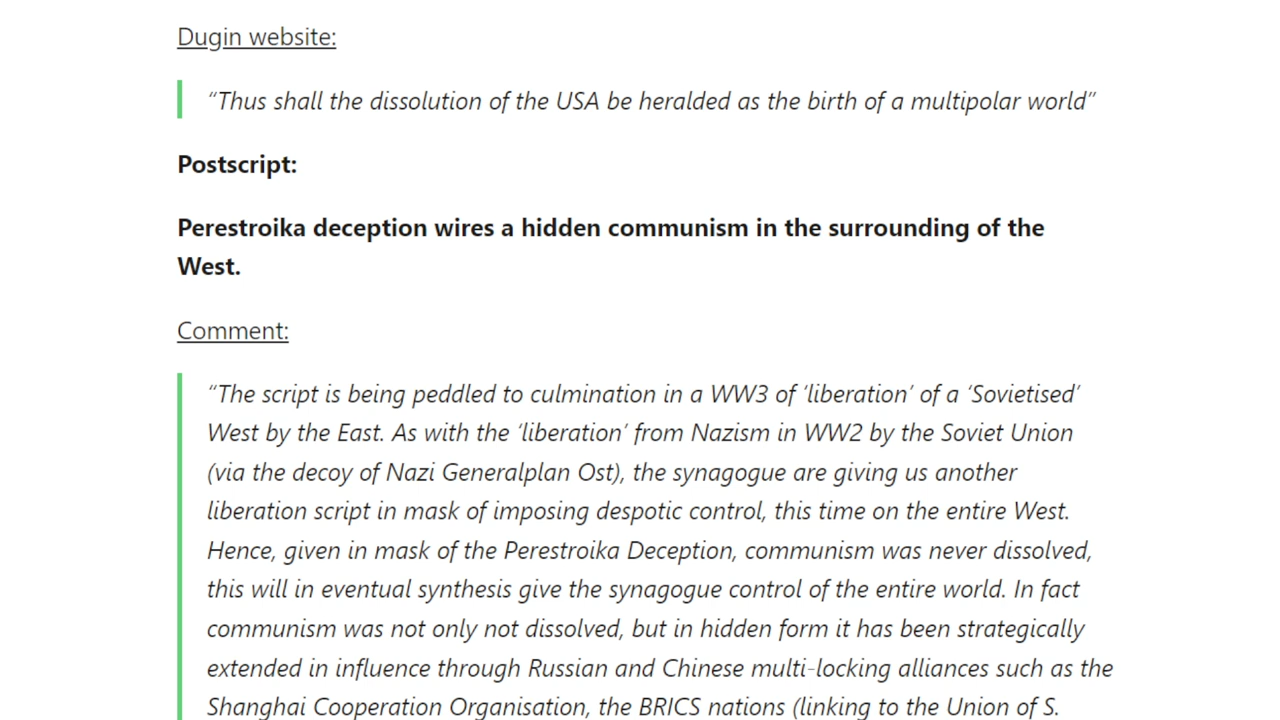 Dugin website:
“Thus shall the dissolution of the USA be heralded as the birth of a multipolar world”
Postscript:
Perestroika deception wires a hidden communism in the surrounding of the
West.
Comment:
“The script is being peddled to culmination in a WW3 of ‘liberation’ of a ‘Sovietised’
West by the East. As with the ‘liberation’ from Nazism in WW2 by the Soviet Union
(via the decoy of Nazi Generalplan Ost), the synagogue are giving us another
liberation script in mask of imposing despotic control, this time on the entire West.
Hence, given in mask of the Perestroika Deception, communism was never dissolved,
this will in eventual synthesis give the synagogue control of the entire world. In fact
communism was not only not dissolved, but in hidden form it has been strategically
extended in influence through Russian and Chinese multi-locking alliances such as the
Shanghai Cooperation Organisation, the BRICS nations (linking to the Union of S.